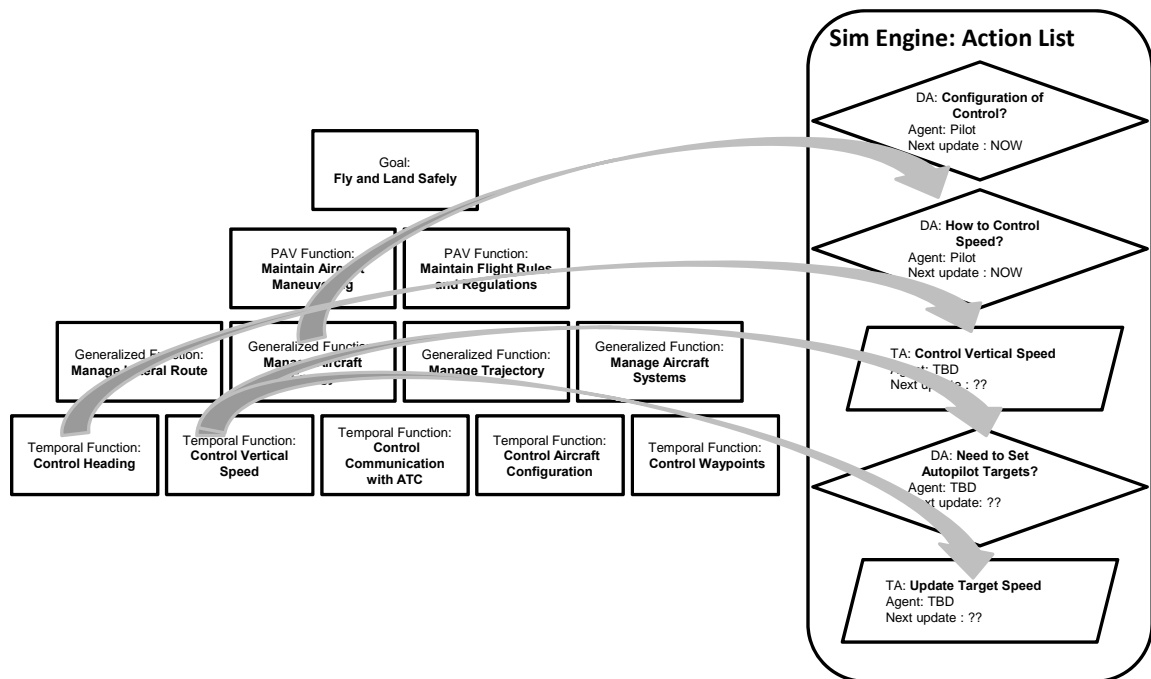 Sim Engine: Action List
DA: Configuration of
Control?
Agent: Pilot
Next update : NOW
Goal:
Fly and Land Safely
DA: How to Control
Speed?
Agent: Pilot
Next update : NOW
PAV Function:
Maintain Aircraft
Maneuvering
PAV Function:
Maintain Flight Rules
and Regulations
Generalized Function:
Manage Lateral Route
Generalized Function:
Manage Aircraft
Generalized Function:
Manage Trajectory
Generalized Function:
Manage Aircraft
Systems
TA: Control Vertical Speed
Agent: TBD
Next update : ??
Temporal Function:
Control Heading
Temporal Function:
Control Vertical
Speed
Temporal Function:
Control
Communication
with ATC
Temporal Function:
Control Aircraft
Configuration
Temporal Function:
Control Waypoints
DA: Need to Set
Autopilot Targets?
Agent: TBD
Next update: ??
TA: Update Target Speed
Agent: TBD
Next update : ??